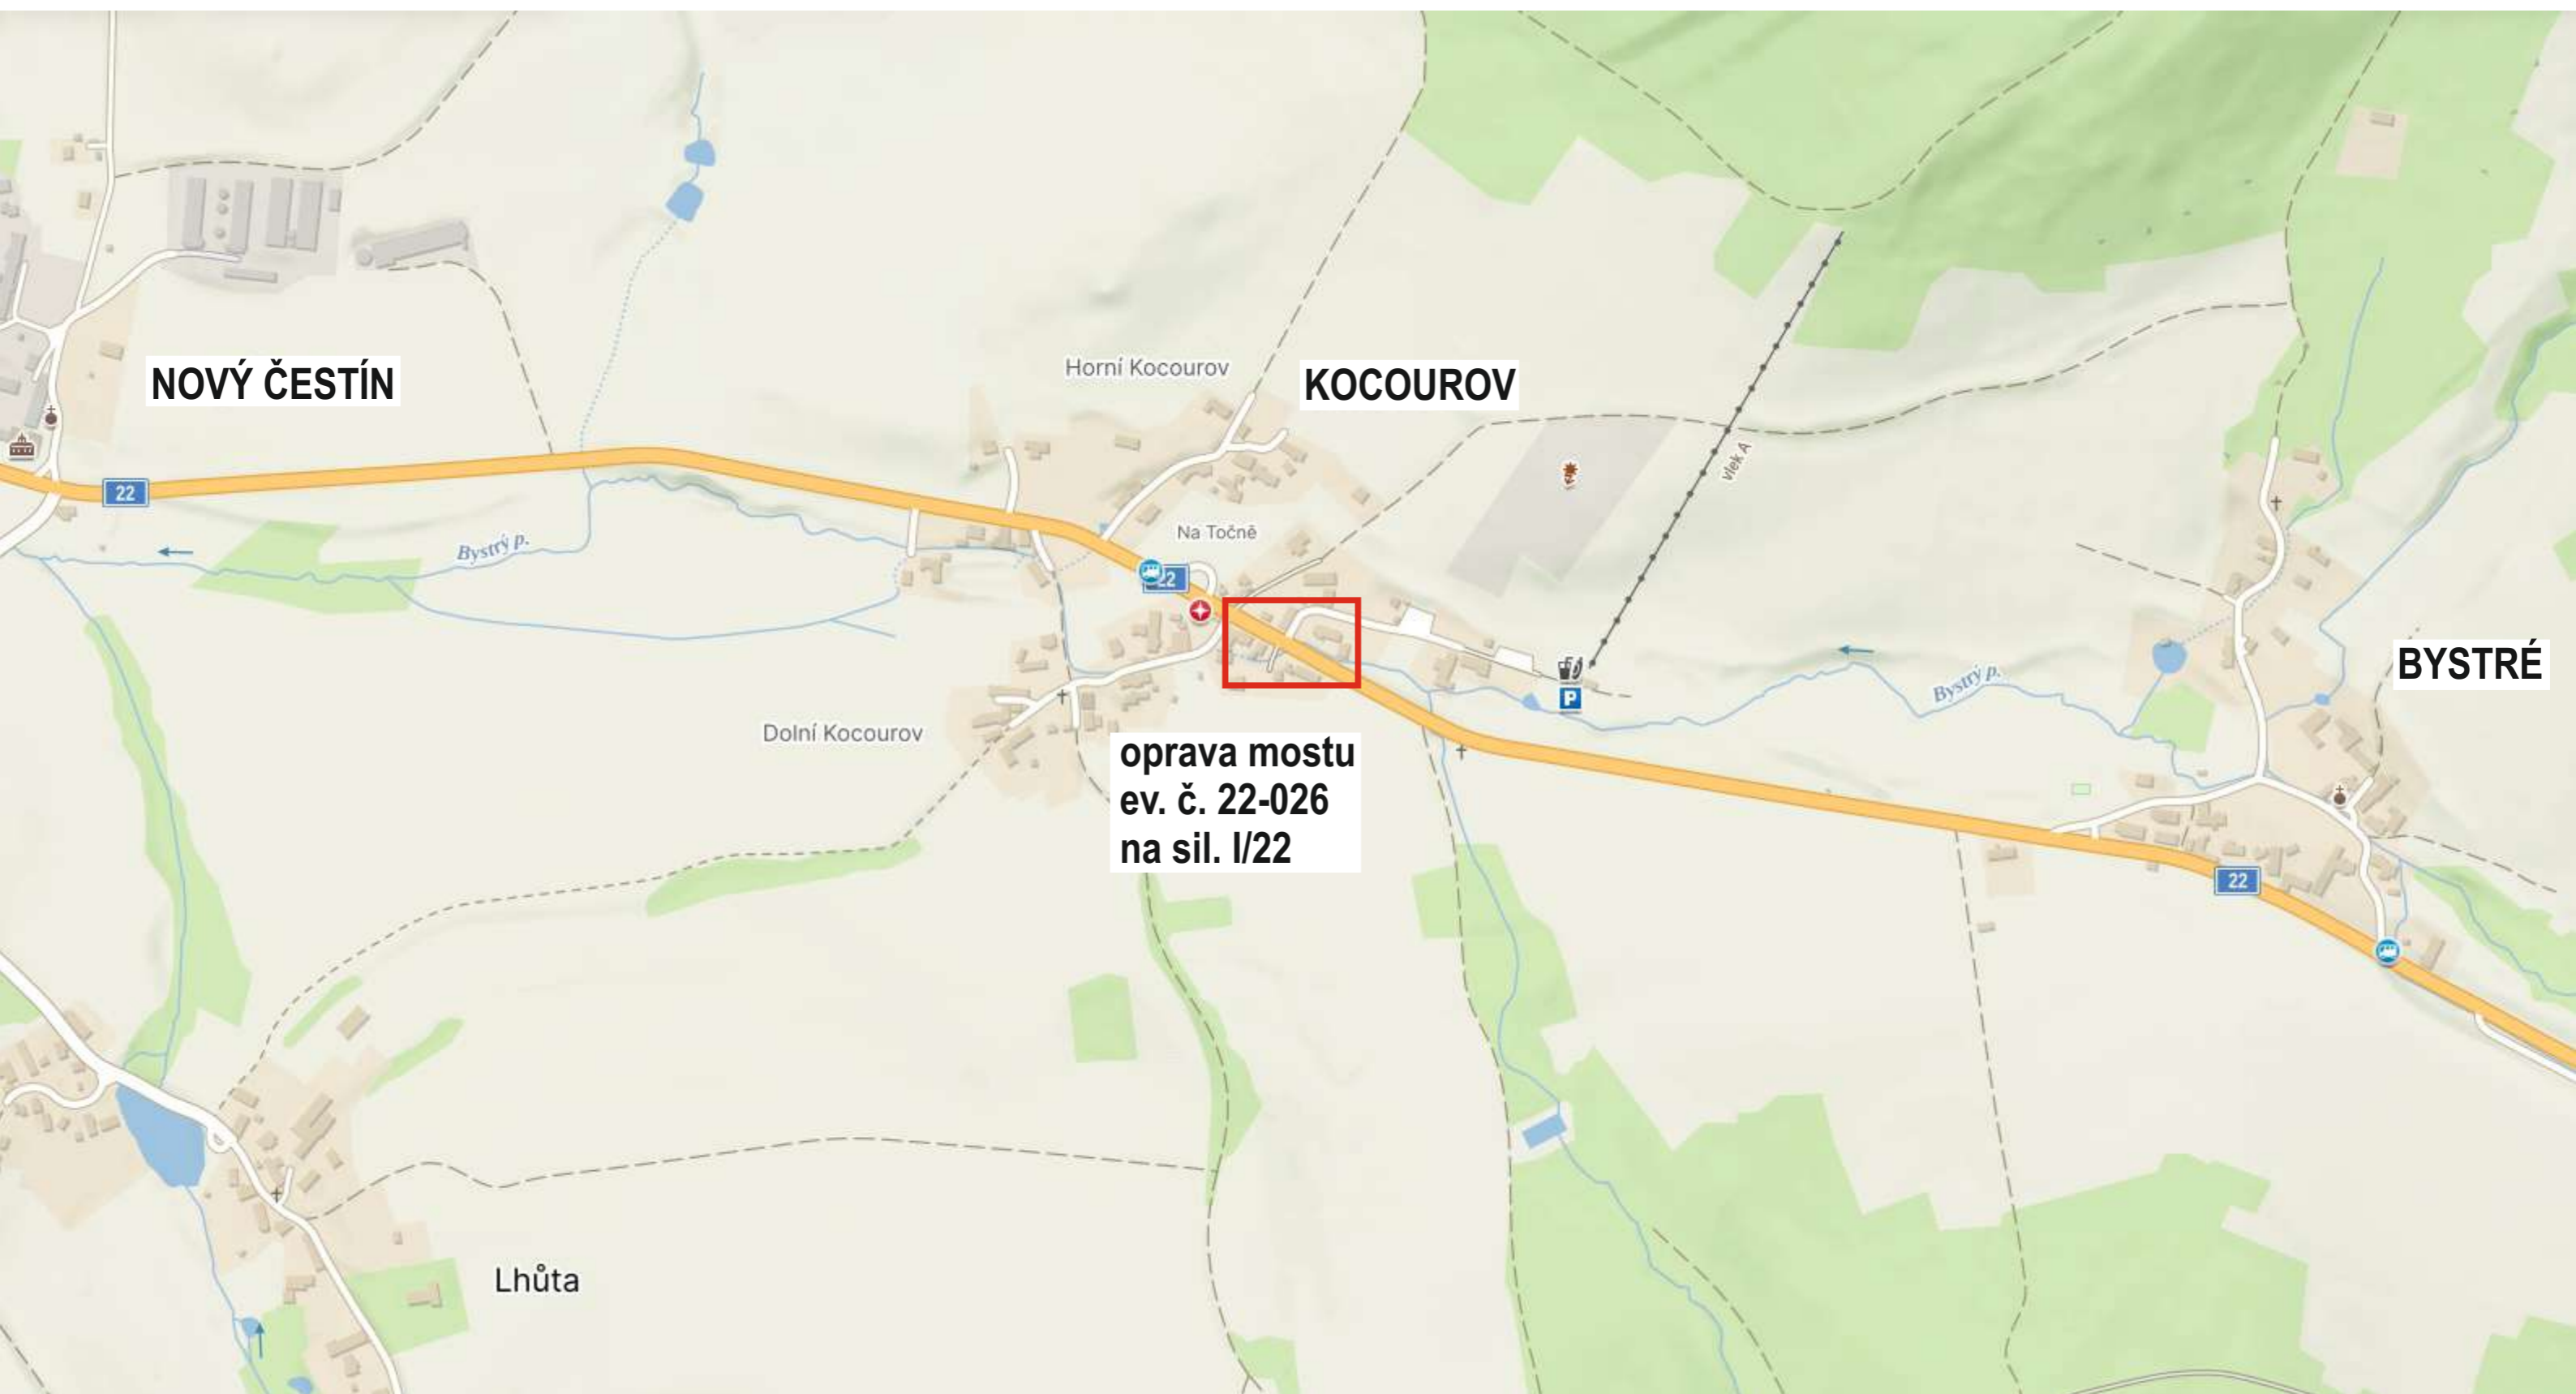 Horní Kocourov
NOVÝ ČESTÍN
KOCOUROV
vlek A
22
Na Točně
Bystrý p.
22
BYSTRÉ
Bystrý p.
P
Dolní Kocourov
oprava mostu
ev. č. 22-026
na sil. I/22
22
Lhůta